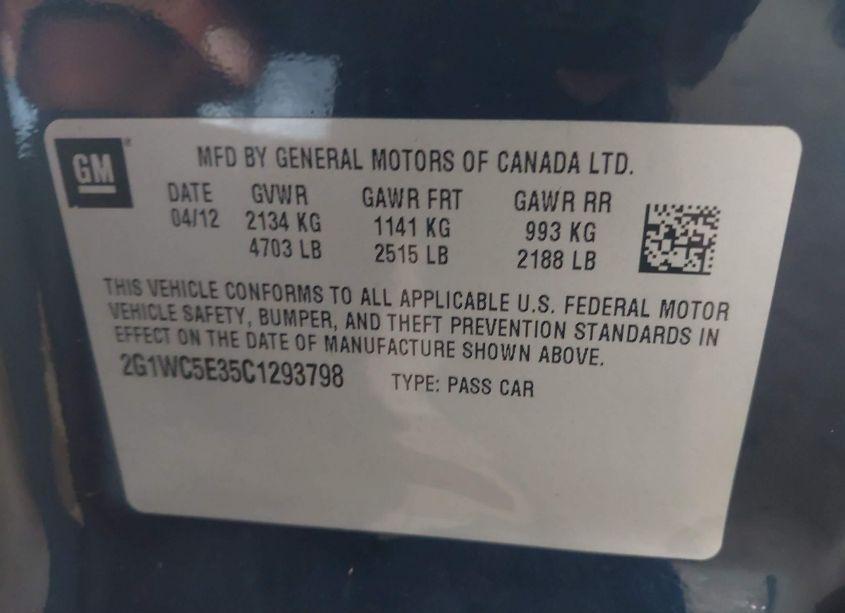 GM
MFD BY GENERAL MOTORS OF CANADA LTD.
DATE GVWR GAWR FRT GAWR RR
04/12 2134 KG 1141 KG 993 KG
4703 LB 2515 LB 2188 LB
THIS VEHICLE CONFORMS TO ALL APPLICABLE U.S. FEDERAL MOTOR
VEHICLE SAFETY, BUMPER, AND THEFT PREVENTION STANDARDS IN
EFFECT ON THE DATE OF MANUFACTURE SHOWN ABOVE.
2G1WC5E35C1293798 TYPE: PASS CAR